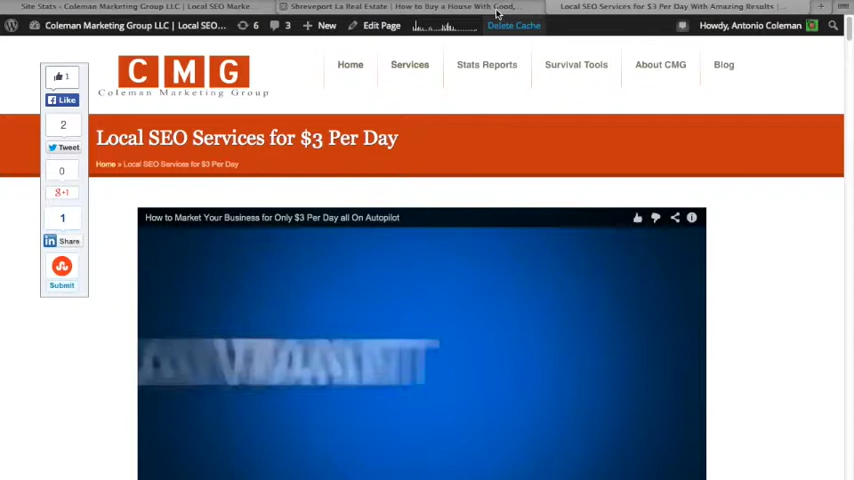 Site Stats - Coleman Marketing Group LLC | Local SEO Marke...
Shreveport La Real Estate | How to Buy a House With Good,...
Local SEO Services for $3 Per Day With Amazing Results |...
Coleman Marketing Group LLC | Local SEO... 6 3 + New Edit Page Delete Cache Howdy, Antonio Coleman
CMG
Coleman Marketing Group
Home Services Stats Reports Survival Tools About CMG Blog
1
Like
2
Tweet
0
g+1
1
in Share
Submit
Local SEO Services for $3 Per Day
Home » Local SEO Services for $3 Per Day
How to Market Your Business for Only $3 Per Day all On Autopilot